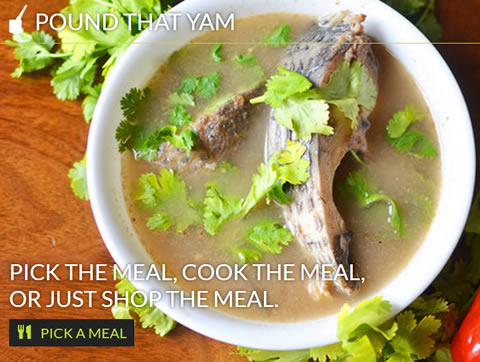 POUND THAT YAM
PICK THE MEAL, COOK THE MEAL,
OR JUST SHOP THE MEAL.
PICK A MEAL